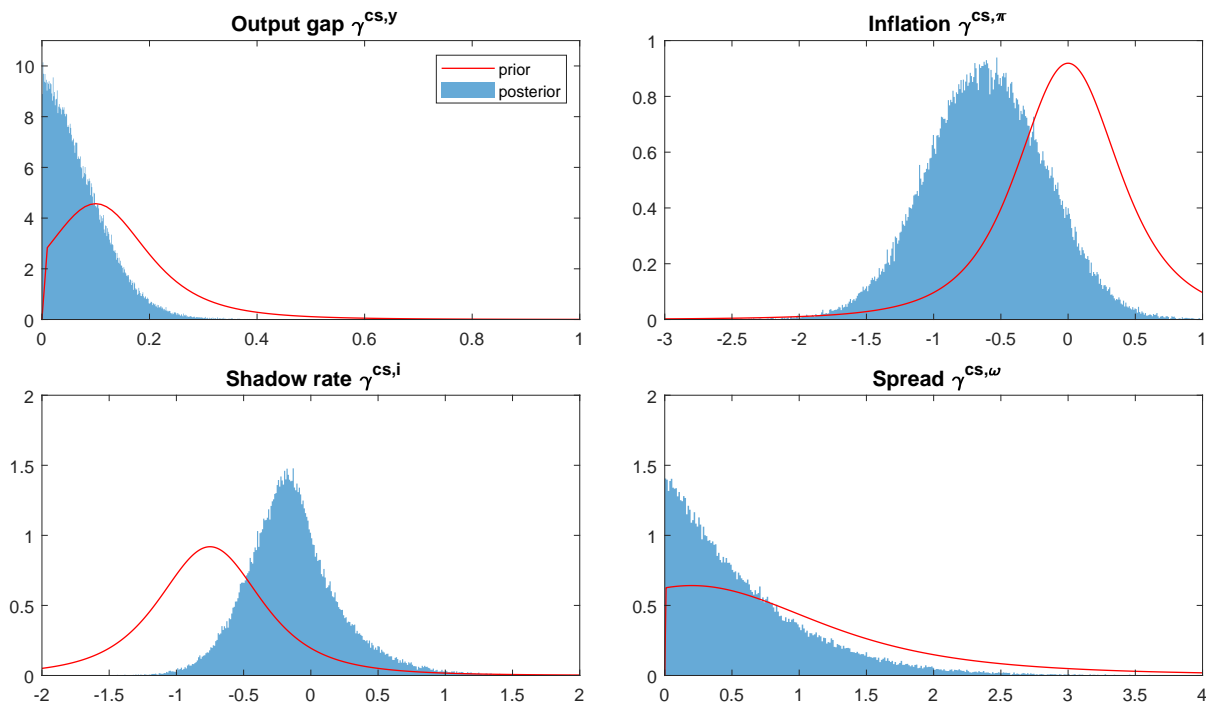 Output gap γ^cs,y
10
8
6
4
2
0
0 0.2 0.4 0.6 0.8 1
prior
posterior
Inflation γ^cs,π
1
0.8
0.6
0.4
0.2
0
-3 -2.5 -2 -1.5 -1 -0.5 0 0.5 1
Shadow rate γ^cs,i
2
1.5
1
0.5
0
-2 -1.5 -1 -0.5 0 0.5 1 1.5 2
Spread γ^cs,ω
2
1.5
1
0.5
0
0 0.5 1 1.5 2 2.5 3 3.5 4